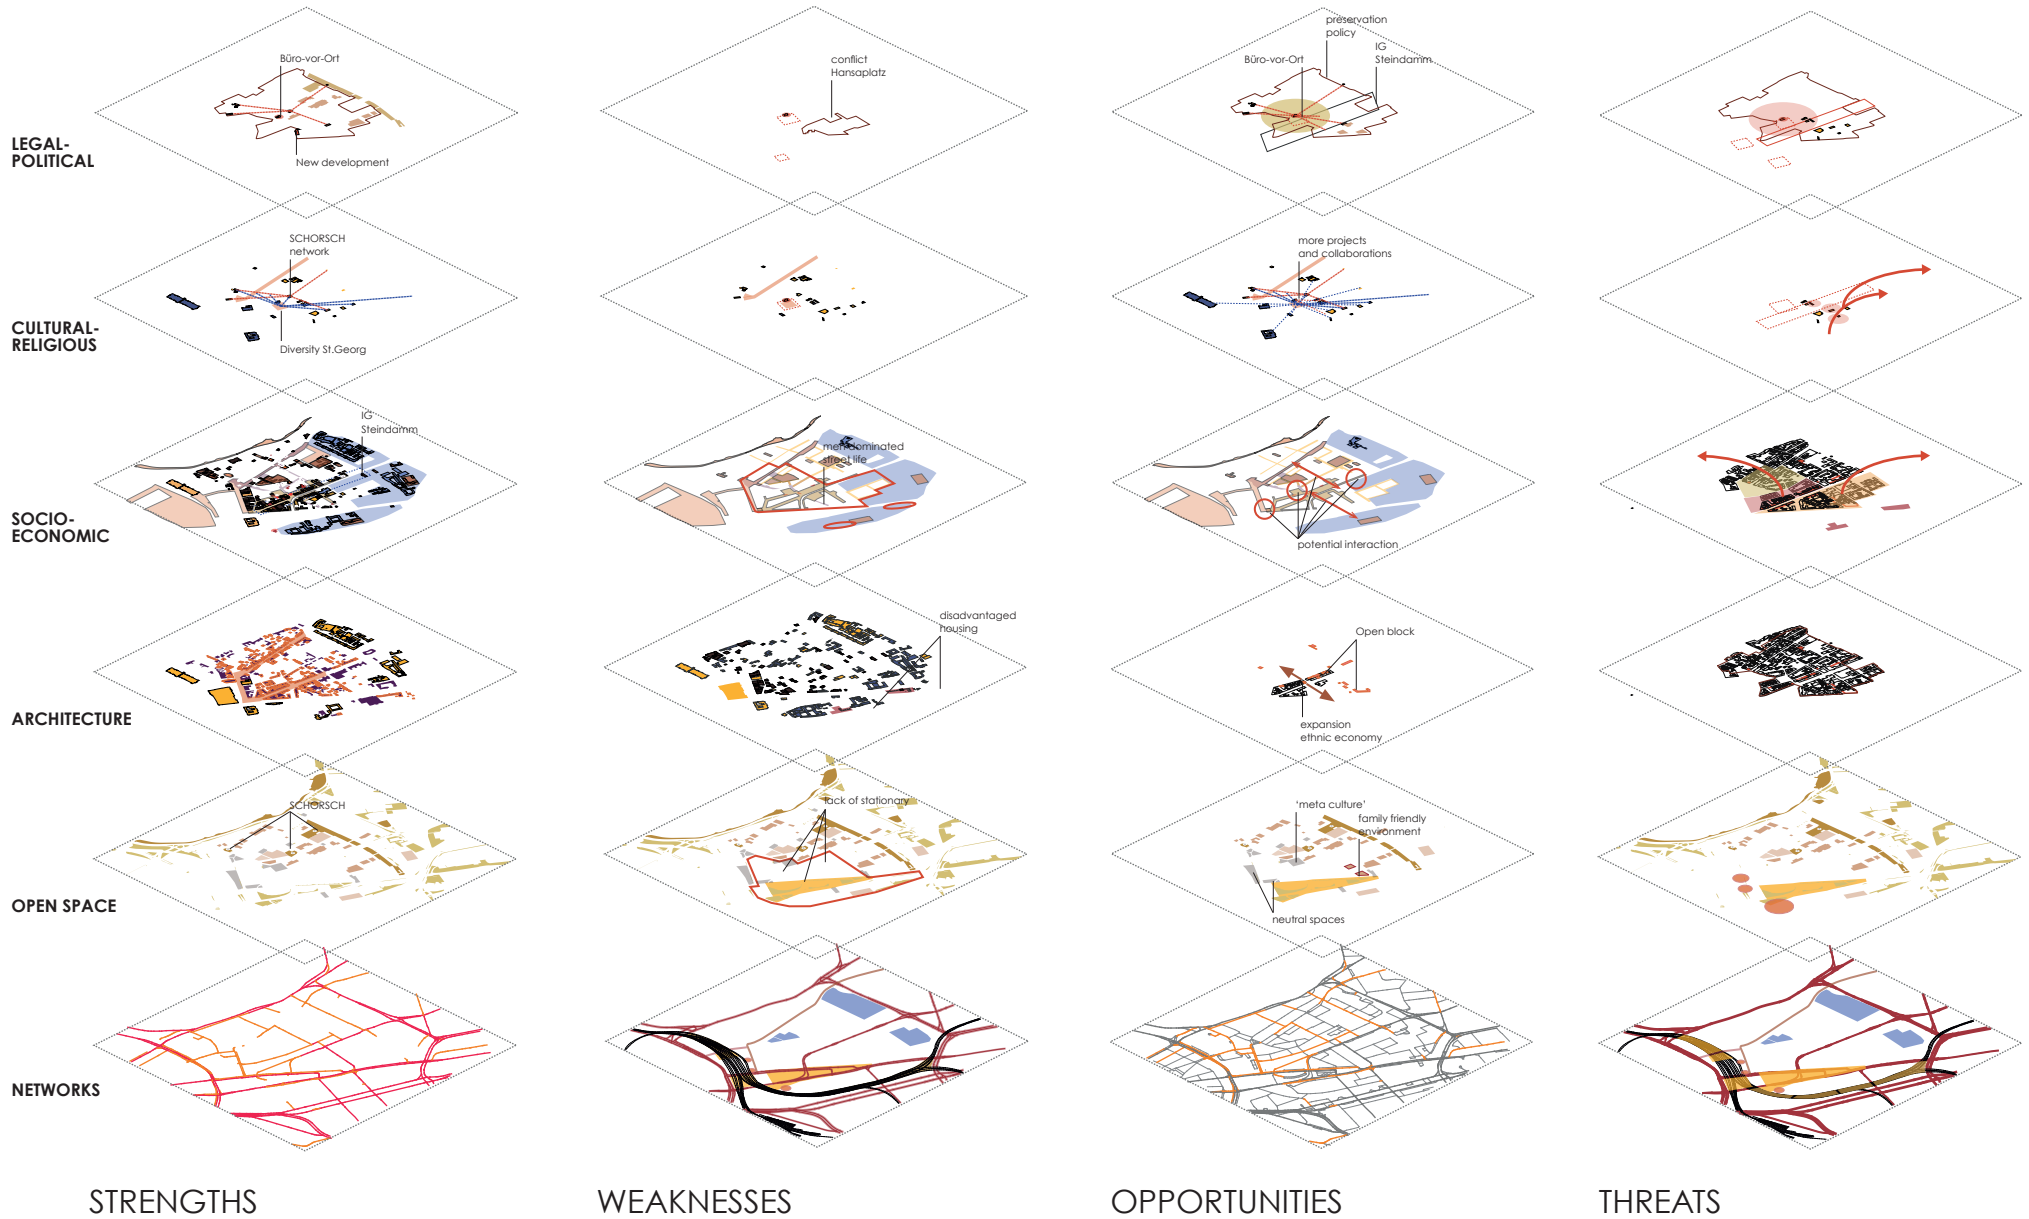 Büro-vor-Ort
New development
conflict
Hansaplatz
preservation
policy
Büro-vor-Ort
IG
Steindamm
LEGAL-
POLITICAL
SCHORSCH
network
Diversity St.Georg
more projects
and collaborations
CULTURAL-
RELIGIOUS
IG
Steindamm
men dominated
street life
potential interaction
SOCIO-
ECONOMIC
disadvantaged
housing
Open block
expansion
ethnic economy
ARCHITECTURE
SCHORSCH
lack of stationary
'meta culture'
family friendly
environment
neutral spaces
OPEN SPACE
NETWORKS
STRENGTHS
WEAKNESSES
OPPORTUNITIES
THREATS